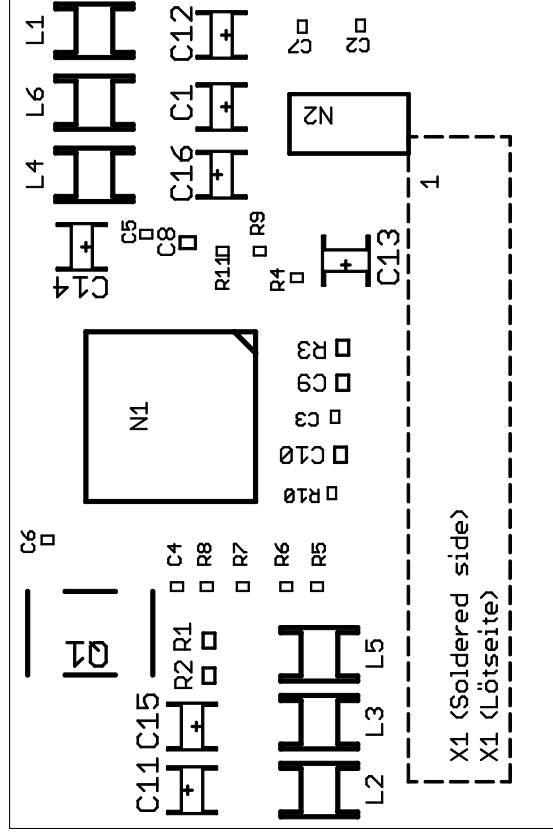 L1
C12
C7
C2
L6
C1
N2
L4
C16
1
C5
C8
R9
R11
C14
R4
C13
R3
C9
N1
C3
C10
R10
C6
C4
R8
R7
R6
R5
Q1
R1
R2
L5
C15
L3
C11
L2
X1 (Soldered side)
X1 (Lötseite)